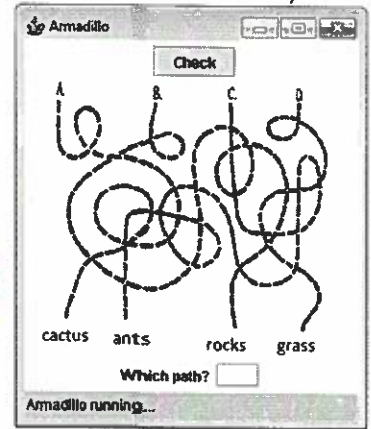 Armadillo
Check
A B C D
cactus ants rocks grass
Which path?
Armadillo running...